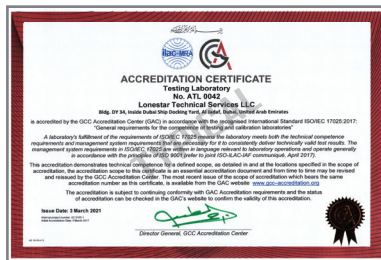 ilac-MRA
ACCREDITATION CERTIFICATE
Testing Laboratory
No. ATL 0042
Lonestar Technical Services LLC
Bldg. DY 34, Inside Dubai Ship Docking Yard, Al Jadaf, Dubai, United Arab Emirates
is accredited by the GCC Accreditation Center (GAC) in accordance with the recognised International Standard ISO/IEC 17025:2017:
"General requirements for the competence of testing and calibration laboratories"
A laboratory's fulfilment of the requirements of ISO/IEC 17025 means the laboratory meets both the technical competence
requirements and management system requirements that are necessary for it to consistently deliver technically valid test results. The
management system requirements in ISO/IEC 17025 are written in language relevant to laboratory operations and operate generally
in accordance with the principles of ISO 9001 (refer to joint ISO-ILAC-IAF communiqué, April 2017).
This accreditation demonstrates technical competence for a defined scope, as detailed in and at the locations specified in the scope of
accreditation, the accreditation scope to this certificate is an essential accreditation document and from time to time may be revised
and reissued by the GCC Accreditation Center. The most recent issue of the scope of accreditation which bears the same
accreditation number as this certificate, is available from the GAC website www.gcc-accreditation.org
The accreditation is subject to continuing conformity with GAC Accreditation requirements and the status
of accreditation can be checked in the GAC's website to confirm the validity of this accreditation.
Issue Date: 3 March 2021
Director General, GCC Accreditation Center